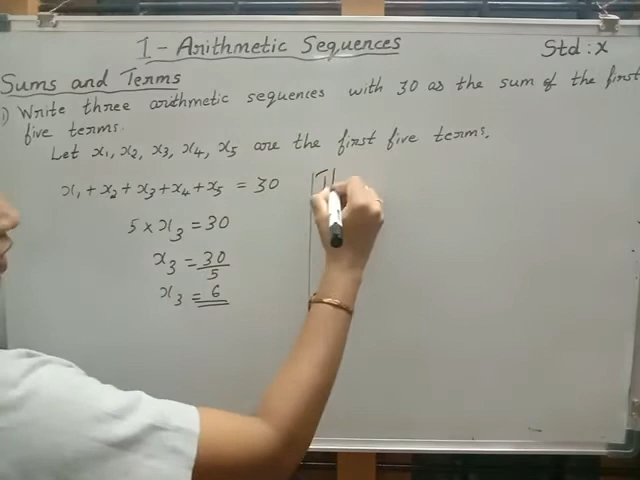 I - Arithmetic Sequences
Std : X
Sums and Terms
1) Write three arithmetic sequences with 30 as the sum of the first
five terms.
Let x₁, x₂, x₃, x₄, x₅ are the first five terms.
x₁ + x₂ + x₃ + x₄ + x₅ = 30
5 × x₃ = 30
x₃ = 30/5
x₃ = 6